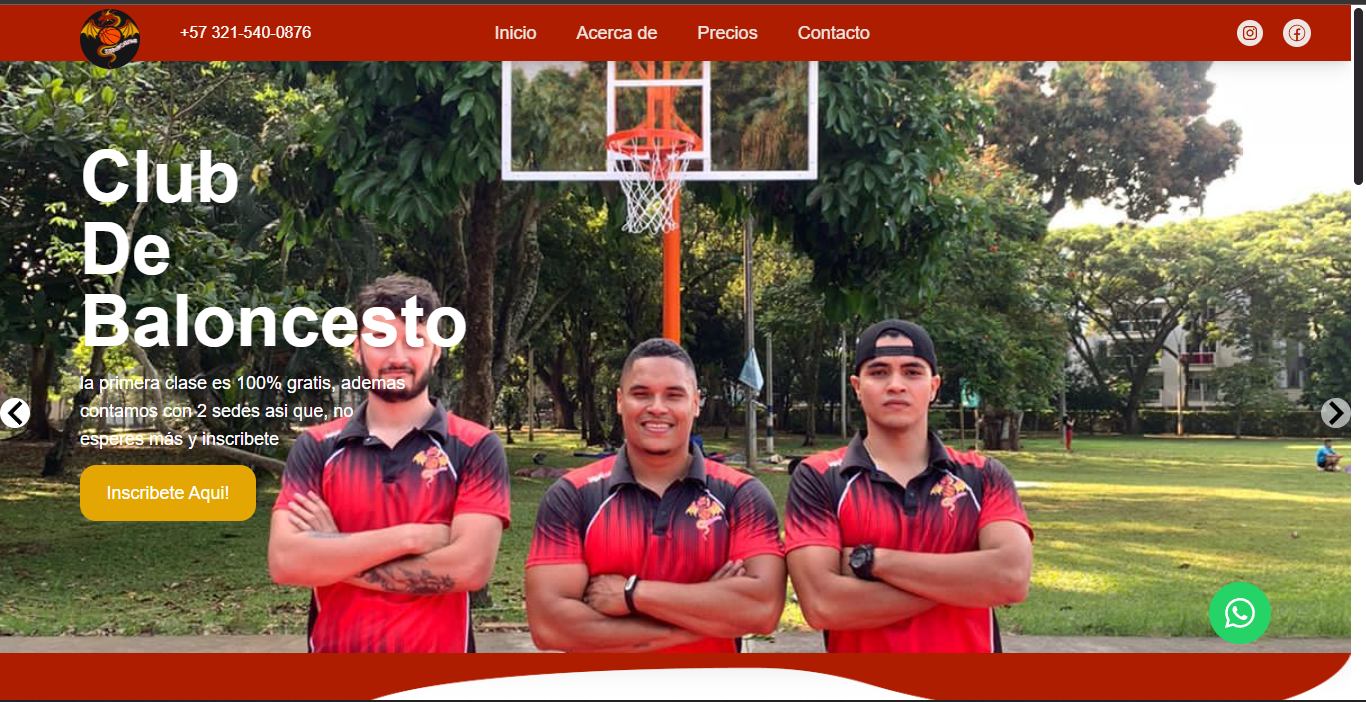 +57 321-540-0876
Inicio
Acerca de
Precios
Contacto
Club
De
Baloncesto
la primera clase es 100% gratis, ademas
contamos con 2 sedes asi que, no
esperes más y inscribete
Inscribete Aqui!